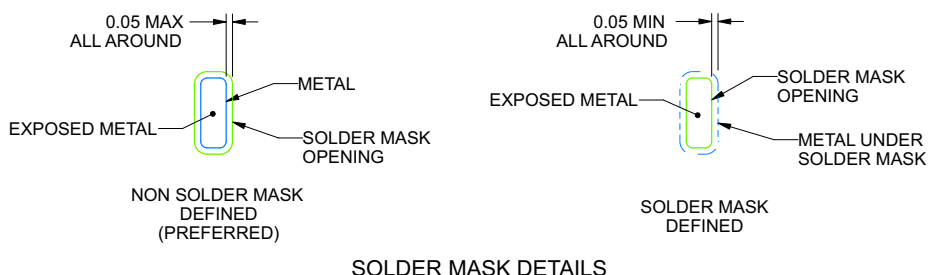 0.05 MAX
ALL AROUND
METAL
EXPOSED METAL
SOLDER MASK
OPENING
NON SOLDER MASK
DEFINED
(PREFERRED)
0.05 MIN
ALL AROUND
SOLDER MASK
OPENING
EXPOSED METAL
METAL UNDER
SOLDER MASK
SOLDER MASK
DEFINED
SOLDER MASK DETAILS